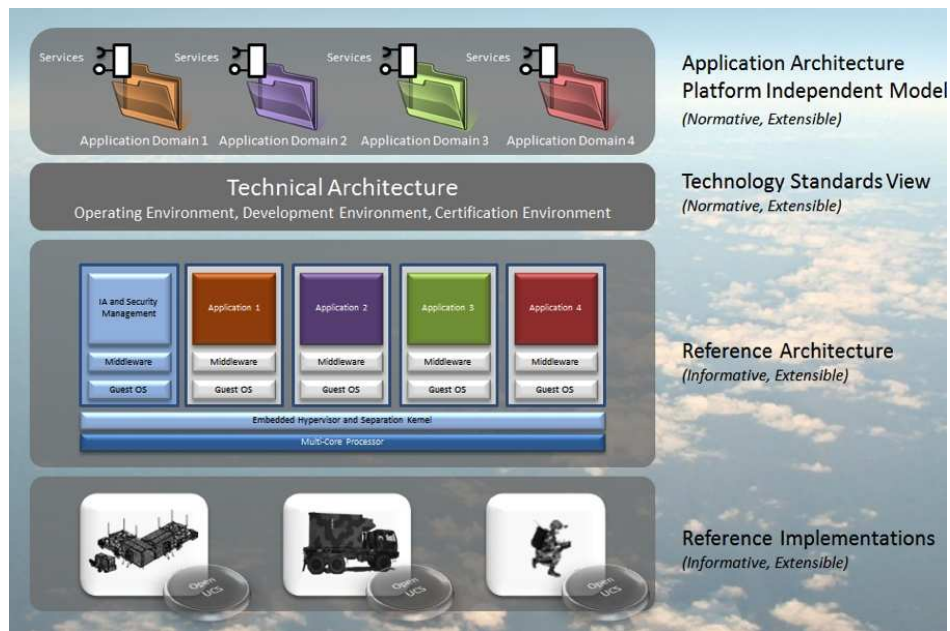 Services
Services
Services
Services
Application Domain 1
Application Domain 2
Application Domain 3
Application Domain 4
Application Architecture
Platform Independent Model
(Normative, Extensible)
Technical Architecture
Operating Environment, Development Environment, Certification Environment
Technology Standards View
(Normative, Extensible)
IA and Security
Management
Application 1
Application 2
Application 3
Application 4
Middleware
Middleware
Middleware
Middleware
Middleware
Guest OS
Guest OS
Guest OS
Guest OS
Guest OS
Embedded Hypervisor and Separation Kernel
Multi-Core Processor
Reference Architecture
(Informative, Extensible)
Open
UCS
Open
UCS
Open
UCS
Reference Implementations
(Informative, Extensible)